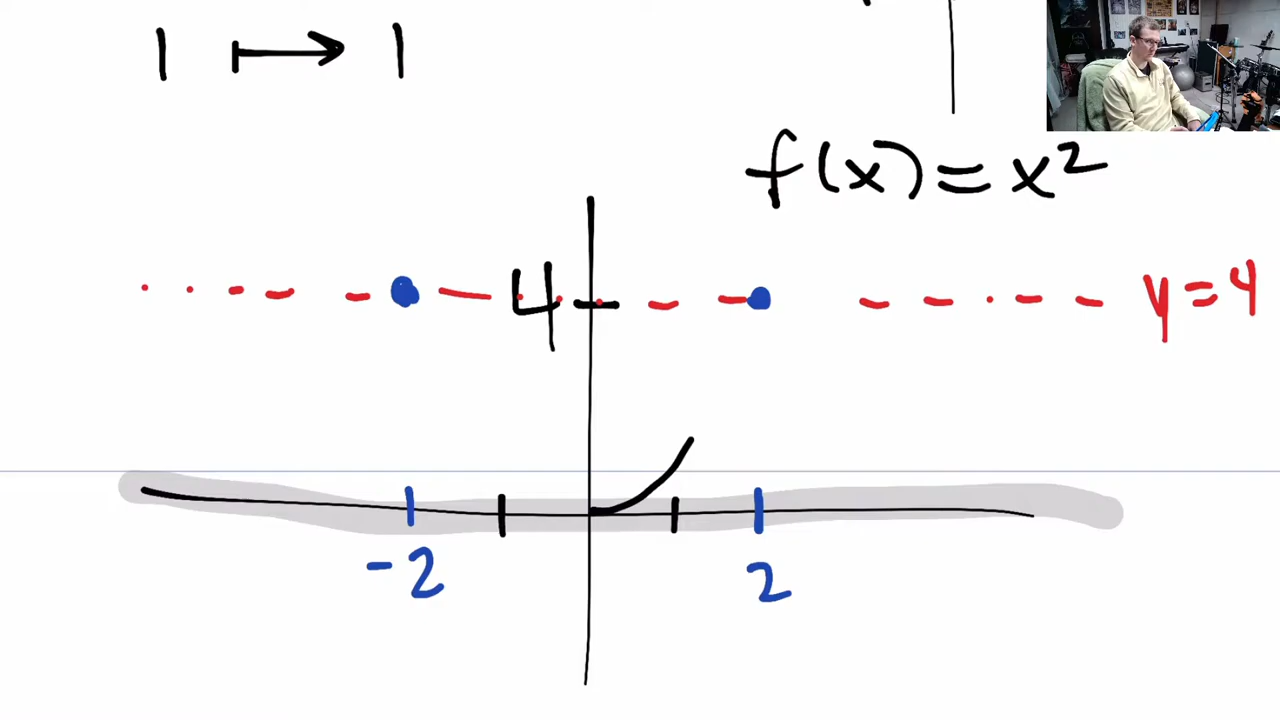 1 ↦ 1
f(x) = x²
4
y = 4
-2
2